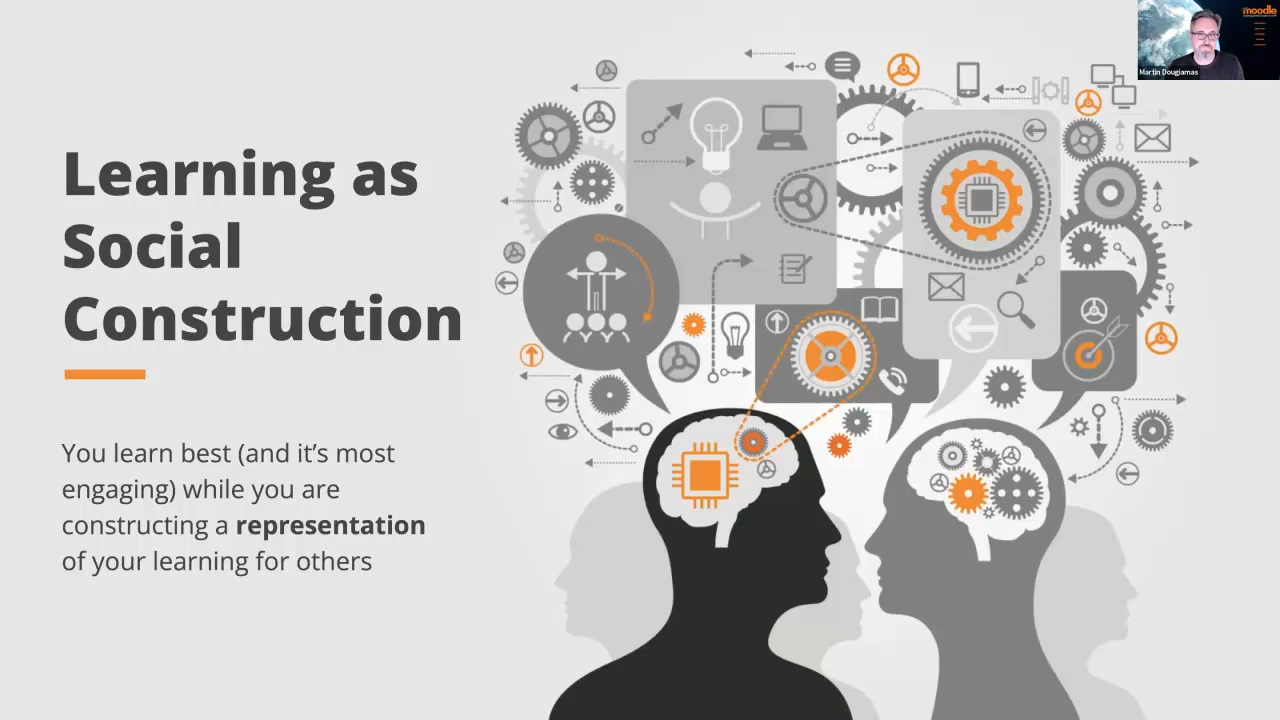 Learning as
Social
Construction
You learn best (and it's most
engaging) while you are
constructing a representation
of your learning for others
moodle
Martin Dougiamas